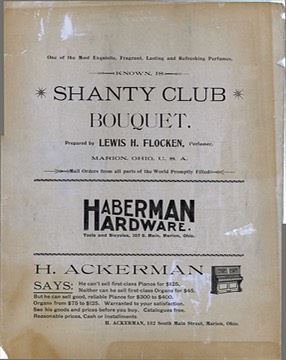 One of the Most Exquisite, Fragrant, Lasting and Refreshing Perfumes.
KNOWN IS
* SHANTY CLUB *
BOUQUET.
Prepared by LEWIS H. FLOCKEN, Perfumer.
MARION, OHIO, U. S. A.
Mail Orders from all parts of the World Promptly Filled
HABERMAN
HARDWARE.
Tools and Bicycles, 107 S. Main, Marion, Ohio.
H. ACKERMAN
SAYS: He can't sell first-class Pianos for $125.
Neither can he sell first-class Organs for $45.
But he can sell good, reliable Pianos for $200 to $400.
Organs from $75 to $125. Warranted to your satisfaction.
See his goods and prices before you buy. Catalogues free.
Reasonable prices, Cash or Installments
H. ACKERMAN, 132 South Main Street, Marion, Ohio.